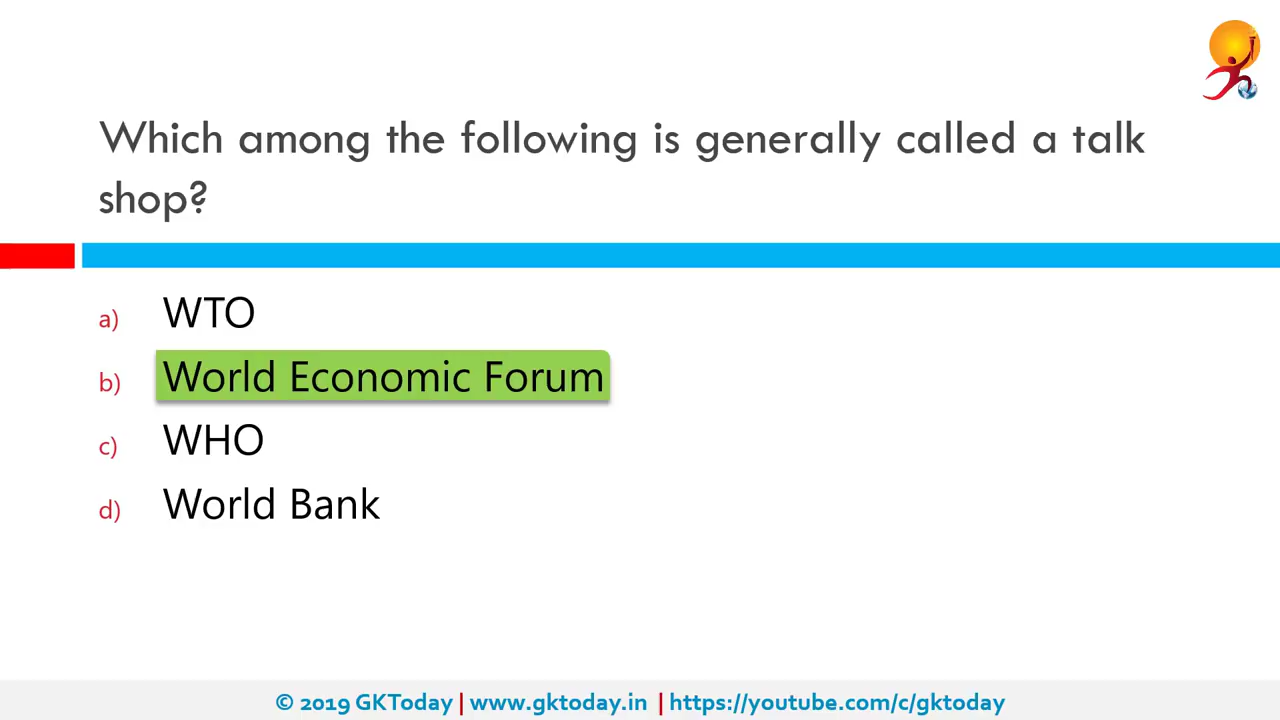 Which among the following is generally called a talk
shop?
a) WTO
b) World Economic Forum
c) WHO
d) World Bank
© 2019 GKToday | www.gktoday.in | https://youtube.com/c/gktoday